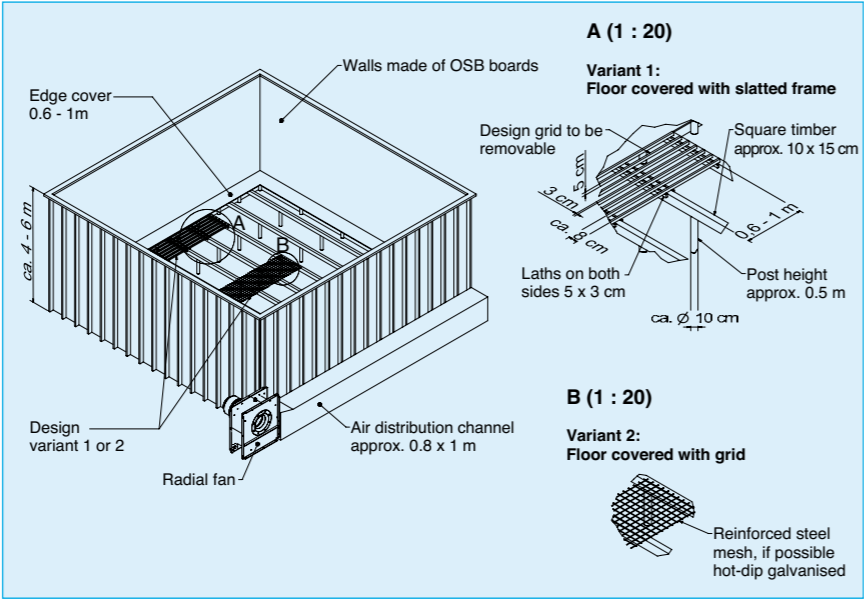 Edge cover
0.6 - 1m
Walls made of OSB boards
ca. 4 - 6 m
A
B
Design
variant 1 or 2
Radial fan
Air distribution channel
approx. 0.8 x 1 m
A (1 : 20)
Variant 1:
Floor covered with slatted frame
Design grid to be
removable
Square timber
approx. 10 x 15 cm
5 cm
3 cm
ca. 8 cm
0,6 - 1 m
Laths on both
sides 5 x 3 cm
Post height
approx. 0.5 m
ca. Ø 10 cm
B (1 : 20)
Variant 2:
Floor covered with grid
Reinforced steel
mesh, if possible
hot-dip galvanised